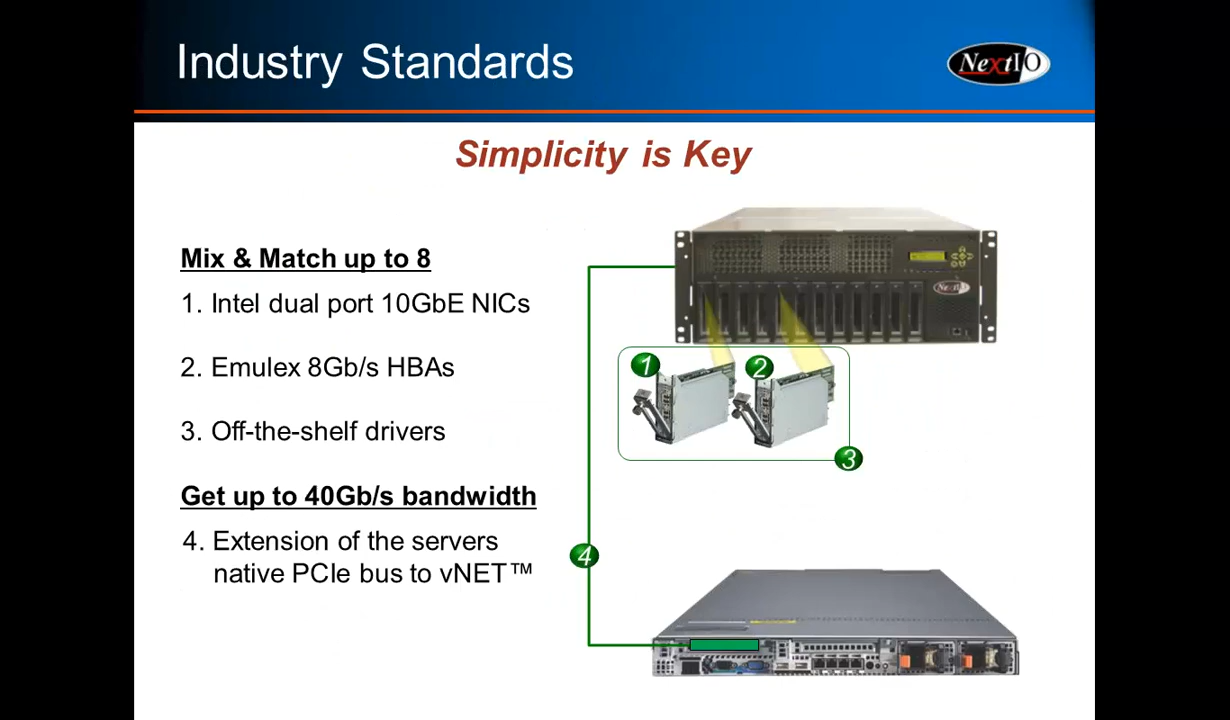 Industry Standards
NextIO
Simplicity is Key
Mix & Match up to 8
1. Intel dual port 10GbE NICs
2. Emulex 8Gb/s HBAs
3. Off-the-shelf drivers
Get up to 40Gb/s bandwidth
4. Extension of the servers
native PCIe bus to vNET™
NextIO
1
2
3
4